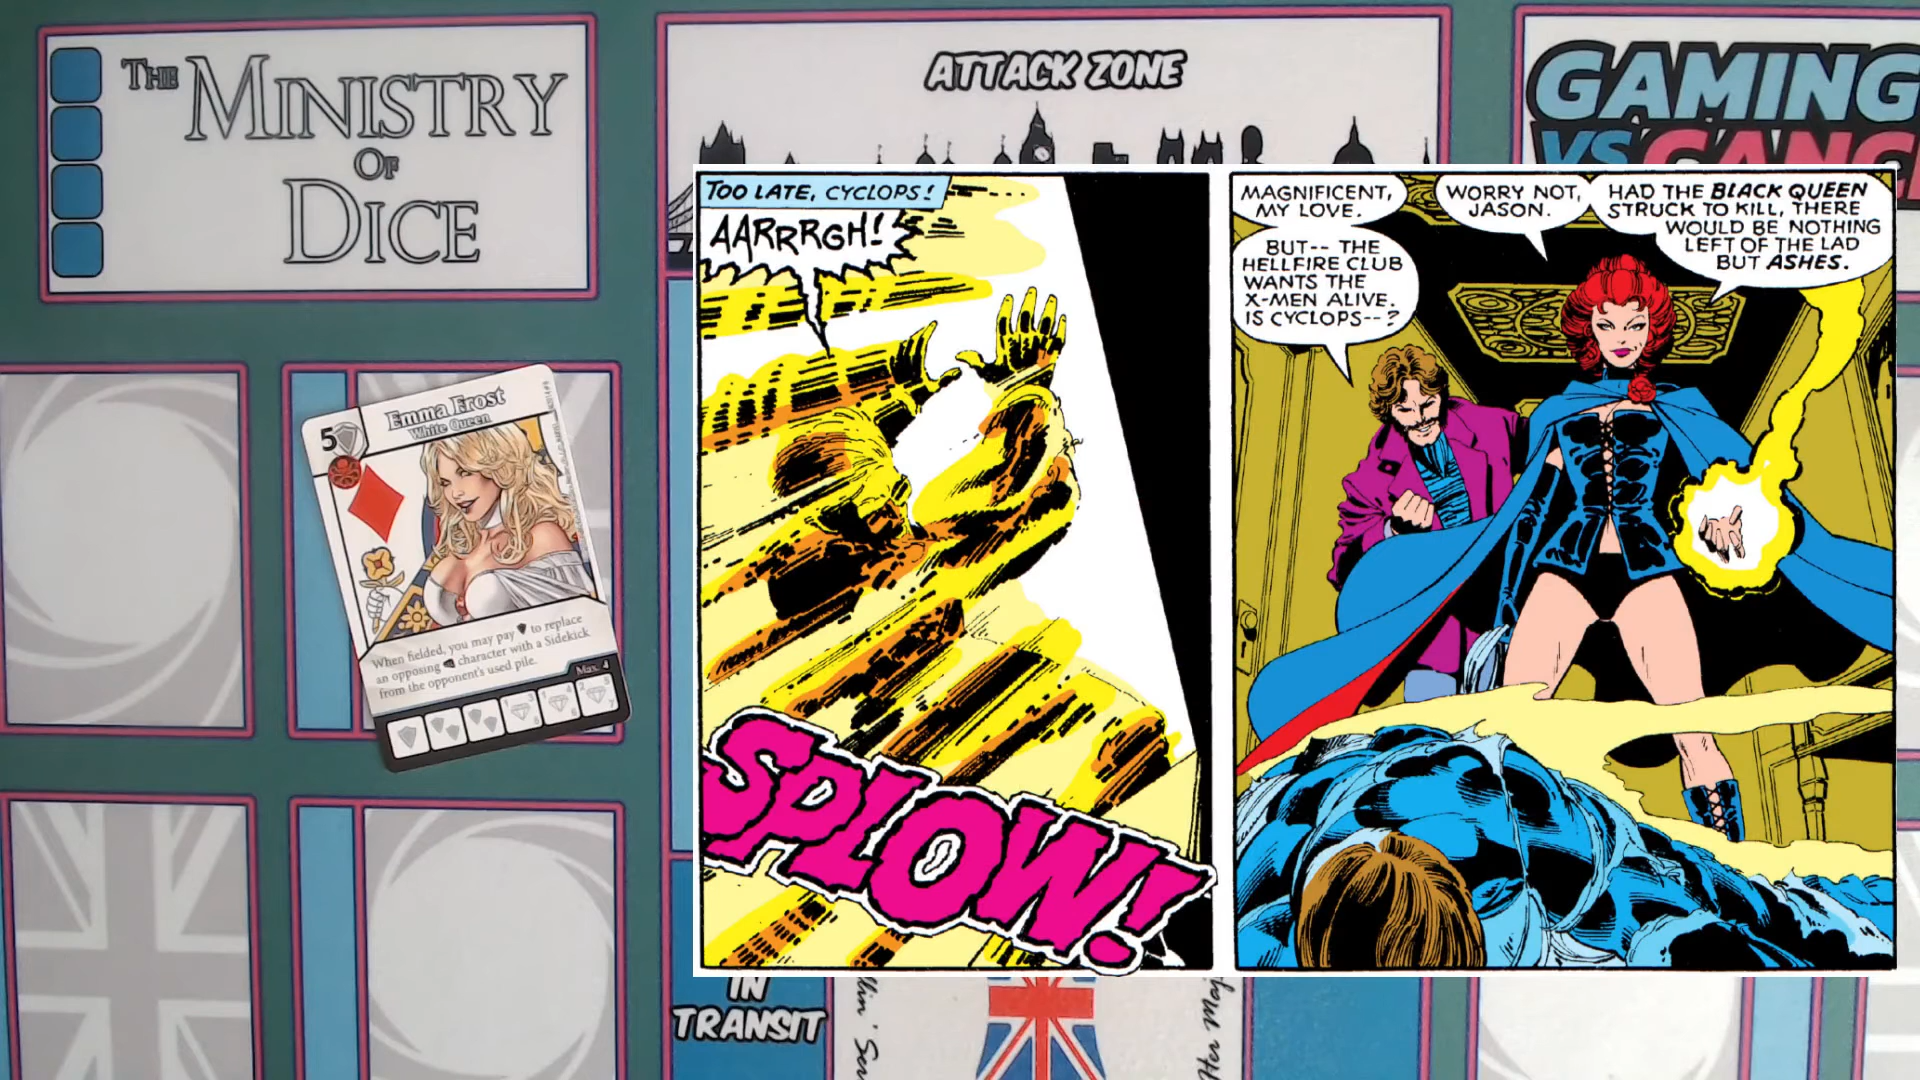 THE MINISTRY
OF
DICE
ATTACK ZONE
GAMING
VS
5
Emma Frost
White Queen
When fielded, you may pay to replace
an opposing character with a Sidekick
from the opponent's used pile.
Max. 4
TOO LATE, CYCLOPS!
AARRRGH!
SPLOW!
MAGNIFICENT,
MY LOVE.
BUT-- THE
HELLFIRE CLUB
WANTS THE
X-MEN ALIVE.
IS CYCLOPS--?
WORRY NOT,
JASON.
HAD THE BLACK QUEEN
STRUCK TO KILL, THERE
WOULD BE NOTHING
LEFT OF THE LAD
BUT ASHES.
IN
TRANSIT